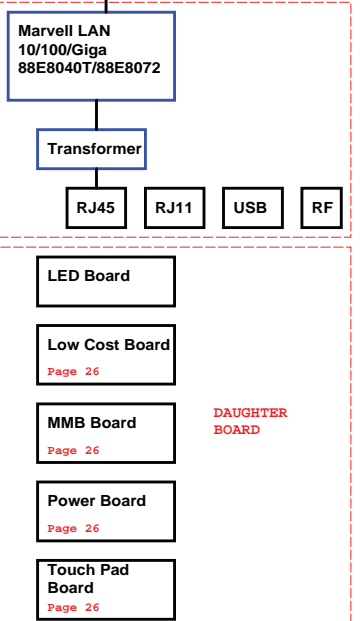 Marvell LAN
10/100/Giga
88E8040T/88E8072
Transformer
RJ45 RJ11 USB RF
LED Board
Low Cost Board
Page 26
MMB Board
Page 26
DAUGHTER
BOARD
Power Board
Page 26
Touch Pad
Board
Page 26